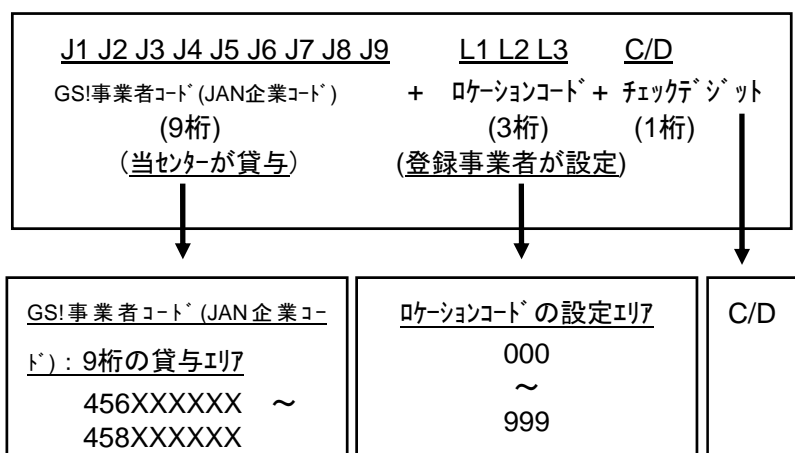 J1 J2 J3 J4 J5 J6 J7 J8 J9 L1 L2 L3 C/D
GS!事業者ｺｰﾄﾞ(JAN企業ｺｰﾄﾞ) + ﾛｹｰｼｮﾝｺｰﾄﾞ+ ﾁｪｯｸﾃﾞｼﾞｯﾄ
(9桁) (3桁) (1桁)
(当ｾﾝﾀｰが貸与) (登録事業者が設定)
GS!事業者ｺｰﾄﾞ(JAN企業ｺｰ
ﾄﾞ)：9桁の貸与ｴﾘｱ
456XXXXXX ～
458XXXXXX
ﾛｹｰｼｮﾝｺｰﾄﾞの設定ｴﾘｱ
000
～
999
C/D